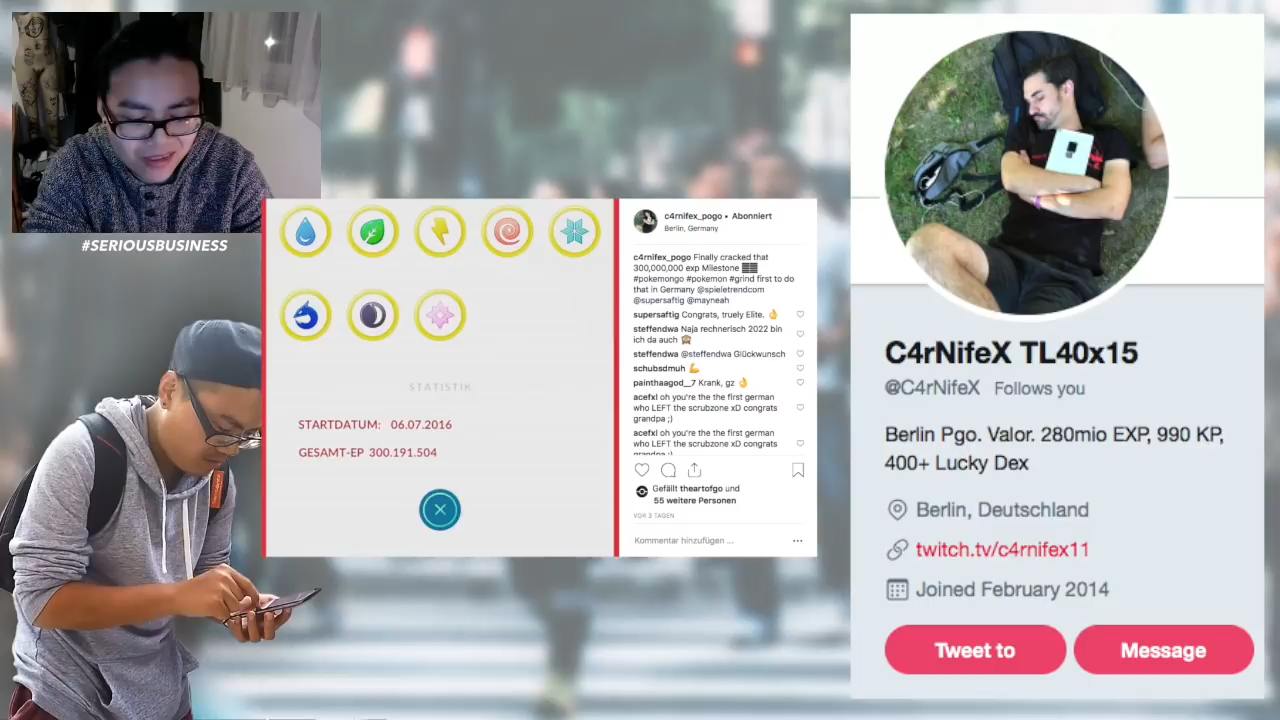 #SERIOUSBUSINESS
STATISTIK
STARTDATUM: 06.07.2016
GESAMT-EP 300.191.504
c4rnifex_pogo • Abonniert
Berlin, Germany
c4rnifex_pogo Finally cracked that
300,000,000 exp Milestone
#pokemongo #pokemon #grind first to do
that in Germany @spieletrendcom
@supersaftig @mayneah
supersaftig Congrats, truely Elite. 👌
steffendwa Naja rechnerisch 2022 bin
ich da auch 🙈
steffendwa @steffendwa Glückwunsch
schubsdmuh 💪
painthaagod__7 Krank, gz 👌
acefxl oh you're the the first german
who LEFT the scrubzone xD congrats
grandpa ;)
acefxl oh you're the the first german
who LEFT the scrubzone xD congrats
grandpa ;)
Gefällt theartofgo und
55 weitere Personen
VOR 3 TAGEN
Kommentar hinzufügen ...
C4rNifeX TL40x15
@C4rNifeX Follows you
Berlin Pgo. Valor. 280mio EXP, 990 KP,
400+ Lucky Dex
Berlin, Deutschland
twitch.tv/c4rnifex11
Joined February 2014
Tweet to
Message